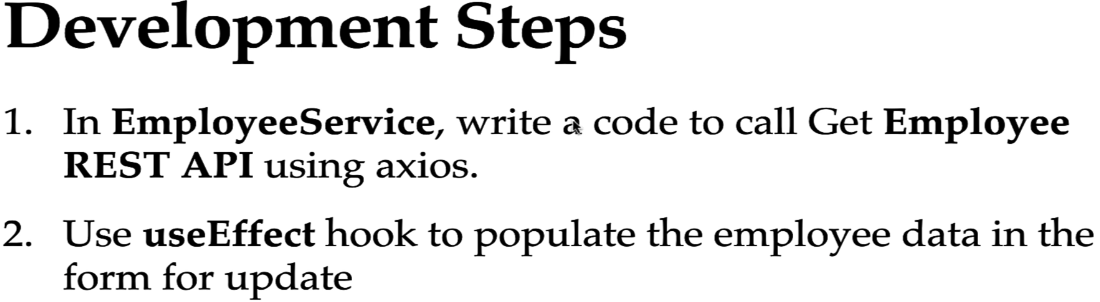 Development Steps
1. In EmployeeService, write a code to call Get Employee
REST API using axios.
2. Use useEffect hook to populate the employee data in the
form for update